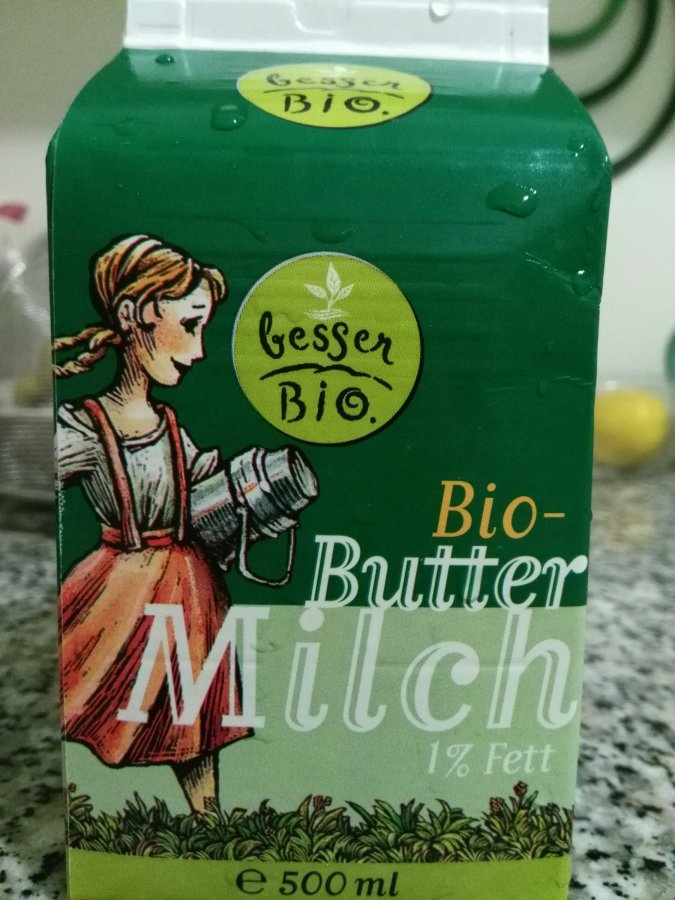 besser
BiO.
besser
BiO.
Bio-
Butter
Milch
1% Fett
℮ 500 ml